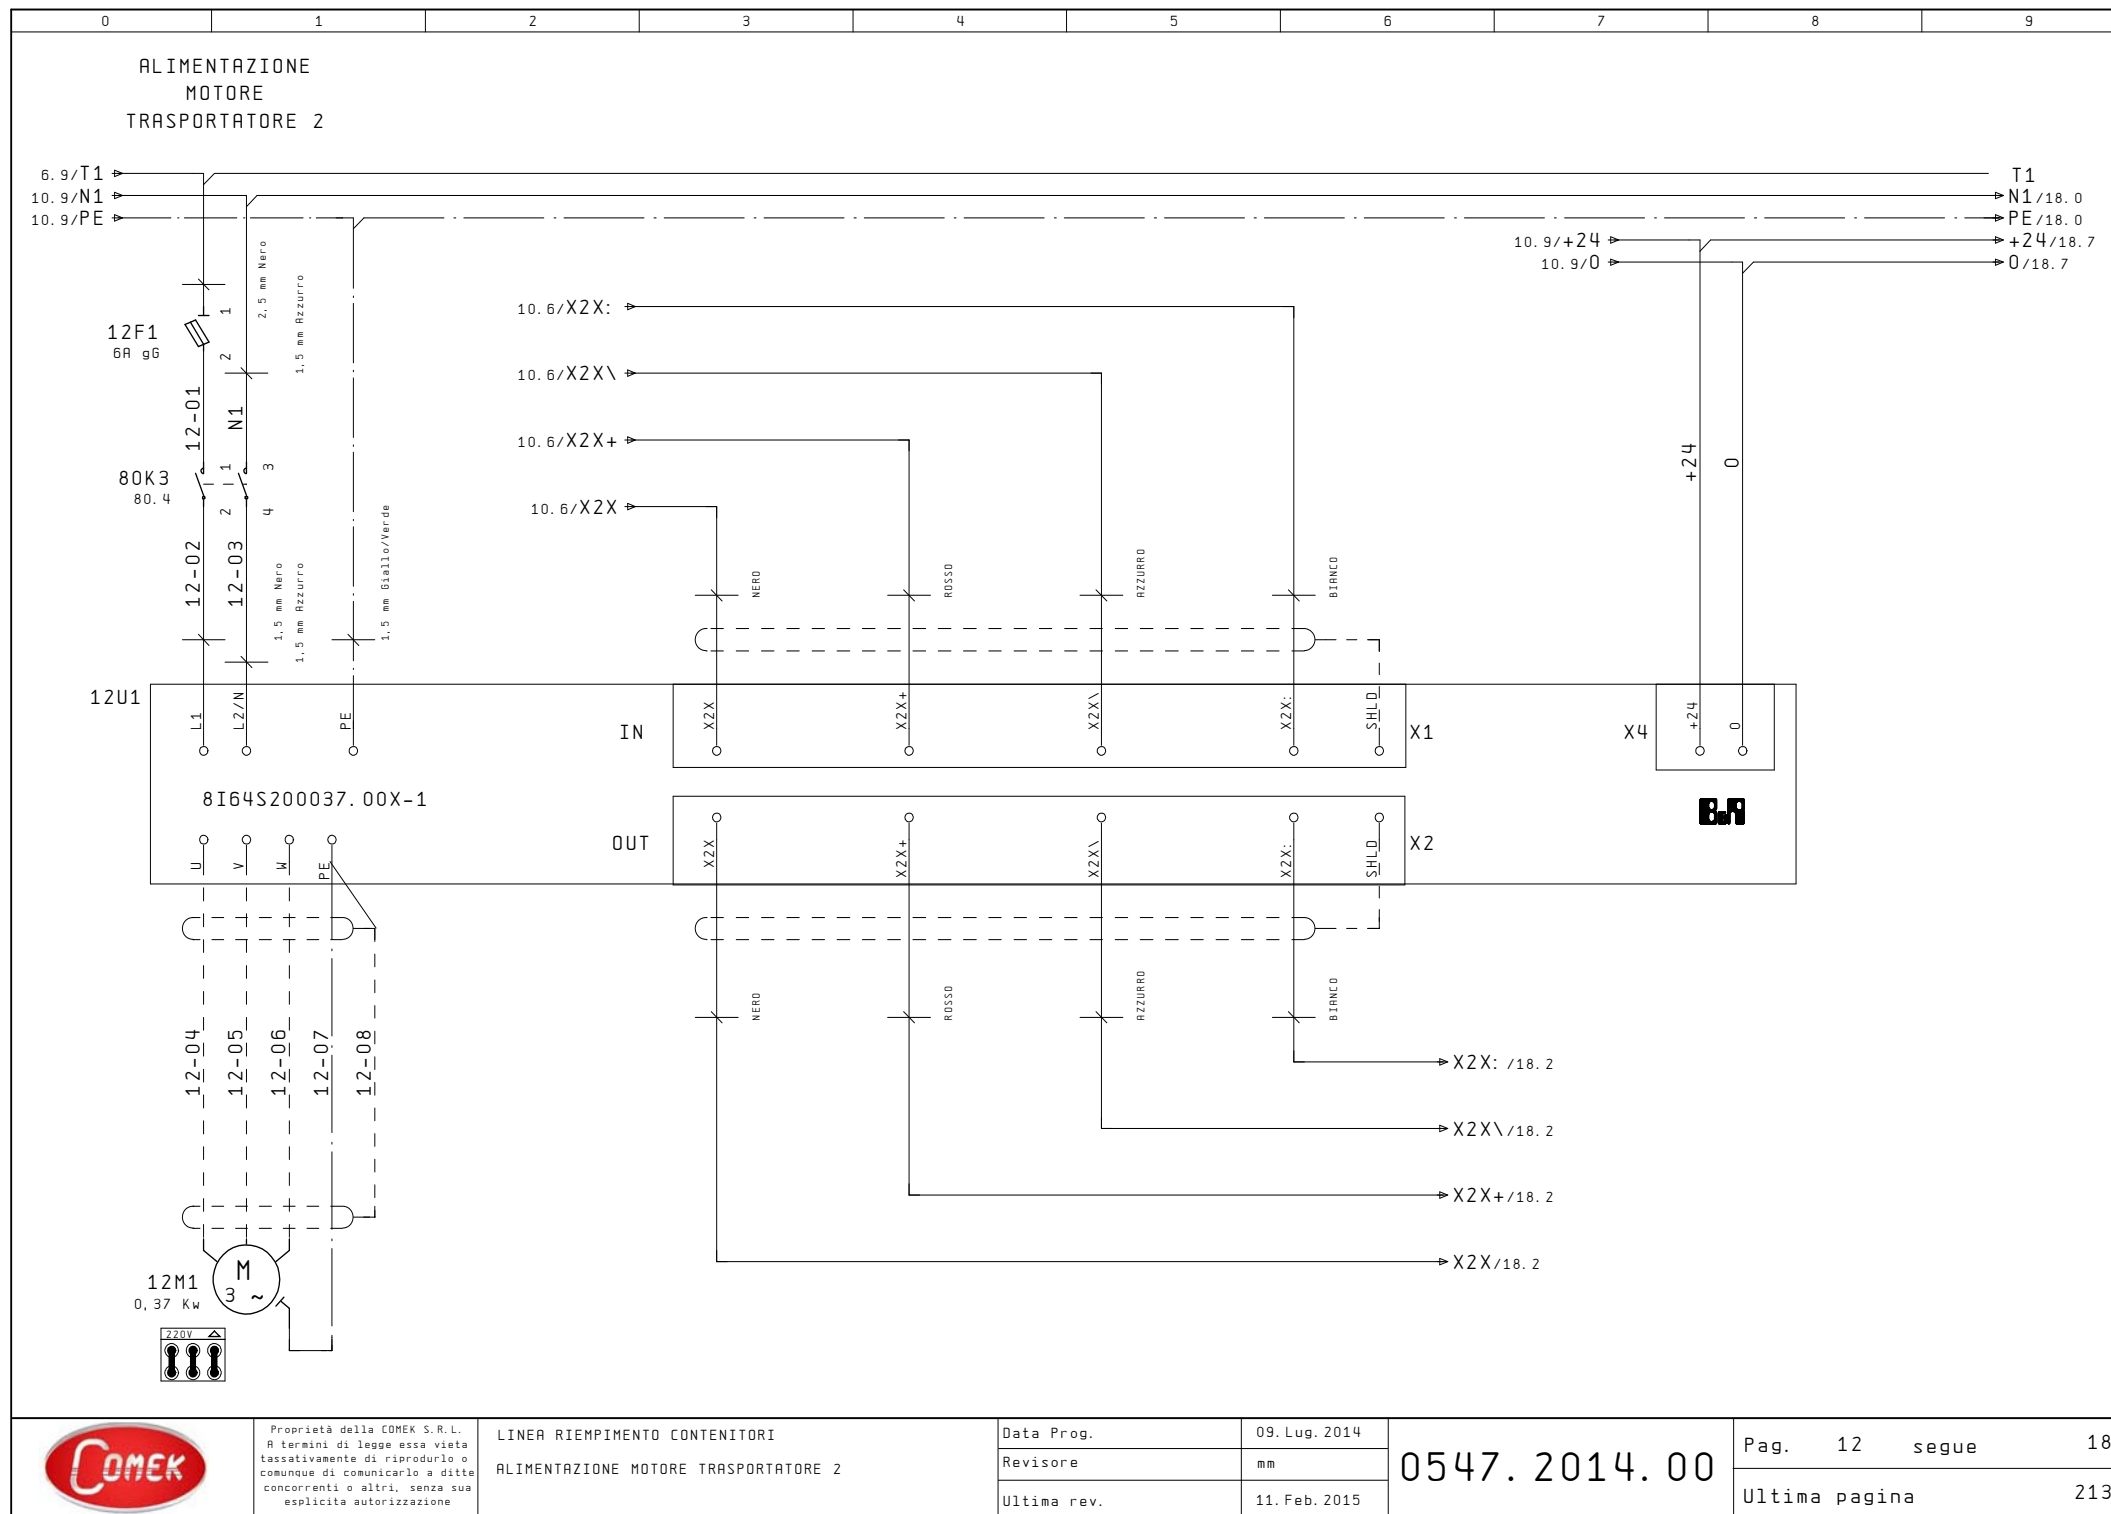 0 1 2 3 4 5 6 7 8 9
ALIMENTAZIONE
MOTORE
TRASPORTATORE 2
6.9/T1
T1
10.9/N1
N1/18.0
10.9/PE
PE/18.0
10.9/+24
+24/18.7
10.9/0
0/18.7
2,5 mm Nero
1,5 mm Azzurro
12F1
6A gG
1
2
12-01
N1
80K3
80.4
1
3
2
4
12-02
12-03
1,5 mm Nero
1,5 mm Azzurro
1,5 mm Giallo/Verde
10.6/X2X:
10.6/X2X\
10.6/X2X+
10.6/X2X
NERO
ROSSO
AZZURRO
BIANCO
+24
0
12U1
L1
L2/N
PE
IN
X2X
X2X+
X2X\
X2X:
SHLD
X1
X4
+24
0
8I64S200037.00X-1
B&R
U
V
W
PE
OUT
X2X
X2X+
X2X\
X2X:
SHLD
X2
NERO
ROSSO
AZZURRO
BIANCO
12-04
12-05
12-06
12-07
12-08
X2X: /18.2
X2X\/18.2
X2X+/18.2
X2X/18.2
12M1
0,37 Kw
M
3 ~
220V
COMEK
Proprietà della COMEK S.R.L.
A termini di legge essa vieta
tassativamente di riprodurlo o
comunque di comunicarlo a ditte
concorrenti o altri, senza sua
esplicita autorizzazione
LINEA RIEMPIMENTO CONTENITORI
ALIMENTAZIONE MOTORE TRASPORTATORE 2
Data Prog. 09.Lug.2014
Revisore mm
Ultima rev. 11.Feb.2015
0547.2014.00
Pag. 12 segue 18
Ultima pagina 213